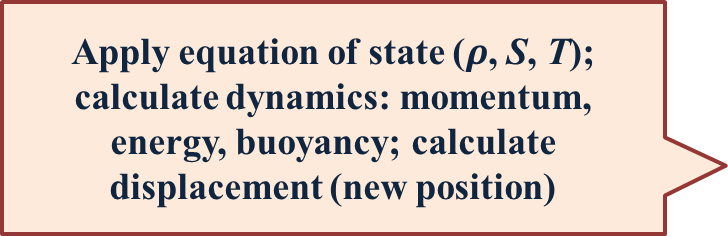 Apply equation of state (ρ, S, T);
calculate dynamics: momentum,
energy, buoyancy; calculate
displacement (new position)